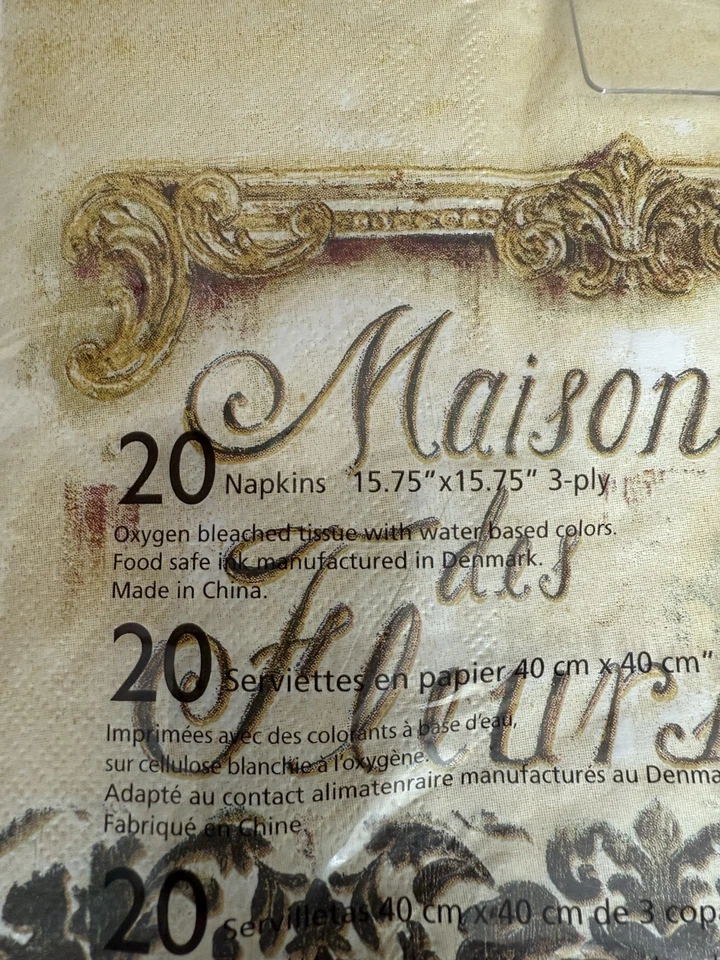 Maison
20 Napkins 15.75"x15.75" 3-ply
des
Oxygen bleached tissue with water based colors.
Food safe ink manufactured in Denmark.
Made in China.
Fleurs
20 Serviettes en papier 40 cm x 40 cm"
Imprimées avec des colorants à base d'eau,
sur cellulose blanchie à l'oxygène.
Adapté au contact alimatenraire manufacturés au Denma
Fabriqué en Chine.
20 Servilletas 40 cm x 40 cm de 3 cop